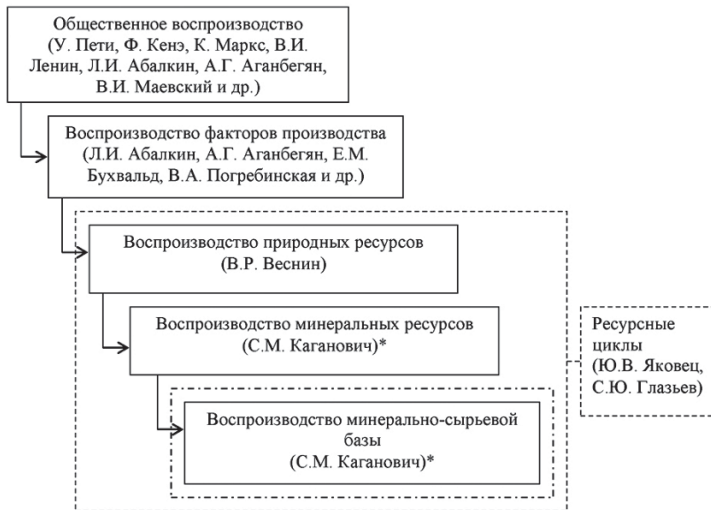 Общественное воспроизводство
(У. Пети, Ф. Кенэ, К. Маркс, В.И.
Ленин, Л.И. Абалкин, А.Г. Аганбегян,
В.И. Маевский и др.)
Воспроизводство факторов производства
(Л.И. Абалкин, А.Г. Аганбегян, Е.М.
Бухвальд, В.А. Погребинская и др.)
Воспроизводство природных ресурсов
(В.Р. Веснин)
Воспроизводство минеральных ресурсов
(С.М. Каганович)*
Воспроизводство минерально-сырьевой
базы
(С.М. Каганович)*
Ресурсные
циклы
(Ю.В. Яковец,
С.Ю. Глазьев)